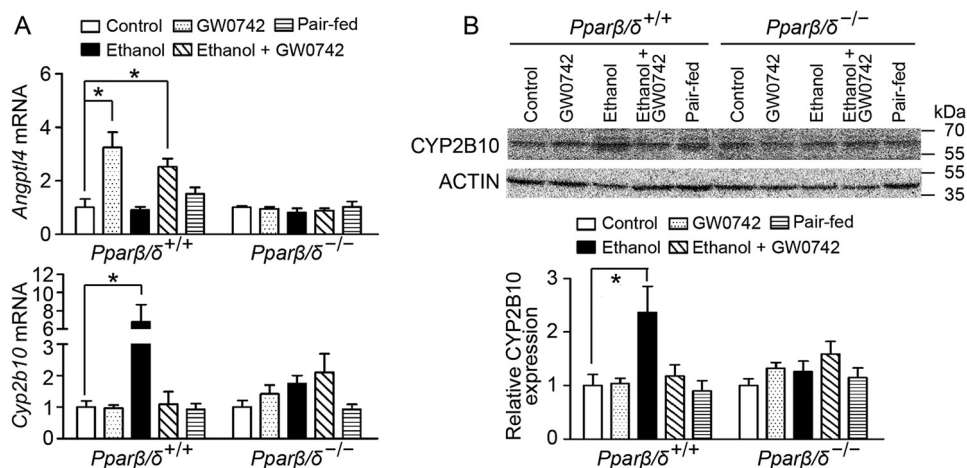 A
Control GW0742 Pair-fed
Ethanol Ethanol + GW0742
Angptl4 mRNA
6
4
2
0
*
*
Pparβ/δ+/+ Pparβ/δ−/−
Cyp2b10 mRNA
12
10
8
6
4
3
2
1
0
*
Pparβ/δ+/+ Pparβ/δ−/−
B
Pparβ/δ+/+ Pparβ/δ−/−
Control
GW0742
Ethanol
Ethanol +
GW0742
Pair-fed
Control
GW0742
Ethanol
Ethanol +
GW0742
Pair-fed
kDa
CYP2B10
70
55
ACTIN
55
35
Control GW0742 Pair-fed
Ethanol Ethanol + GW0742
Relative CYP2B10
expression
3
2
1
0
*
Pparβ/δ+/+ Pparβ/δ−/−